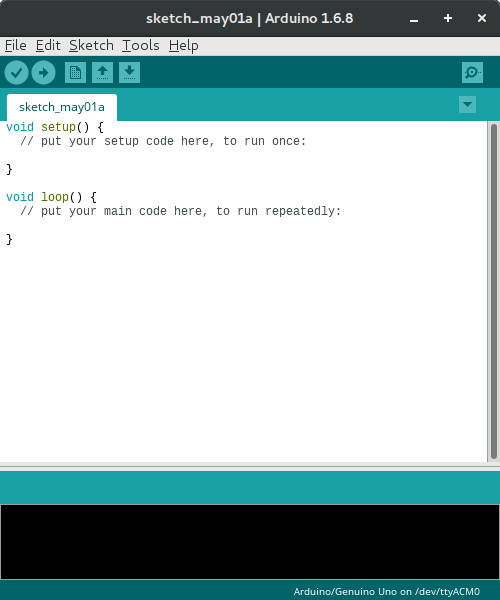 sketch_may01a | Arduino 1.6.8
File Edit Sketch Tools Help
sketch_may01a
void setup() {
  // put your setup code here, to run once:
}
void loop() {
  // put your main code here, to run repeatedly:
}
Arduino/Genuino Uno on /dev/ttyACM0